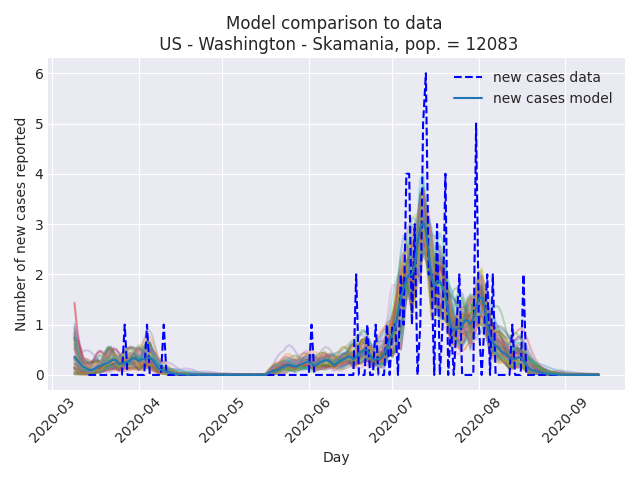 Model comparison to data
US - Washington - Skamania, pop. = 12083
new cases data
new cases model
Number of new cases reported
6
5
4
3
2
1
0
2020-03
2020-04
2020-05
2020-06
2020-07
2020-08
2020-09
Day